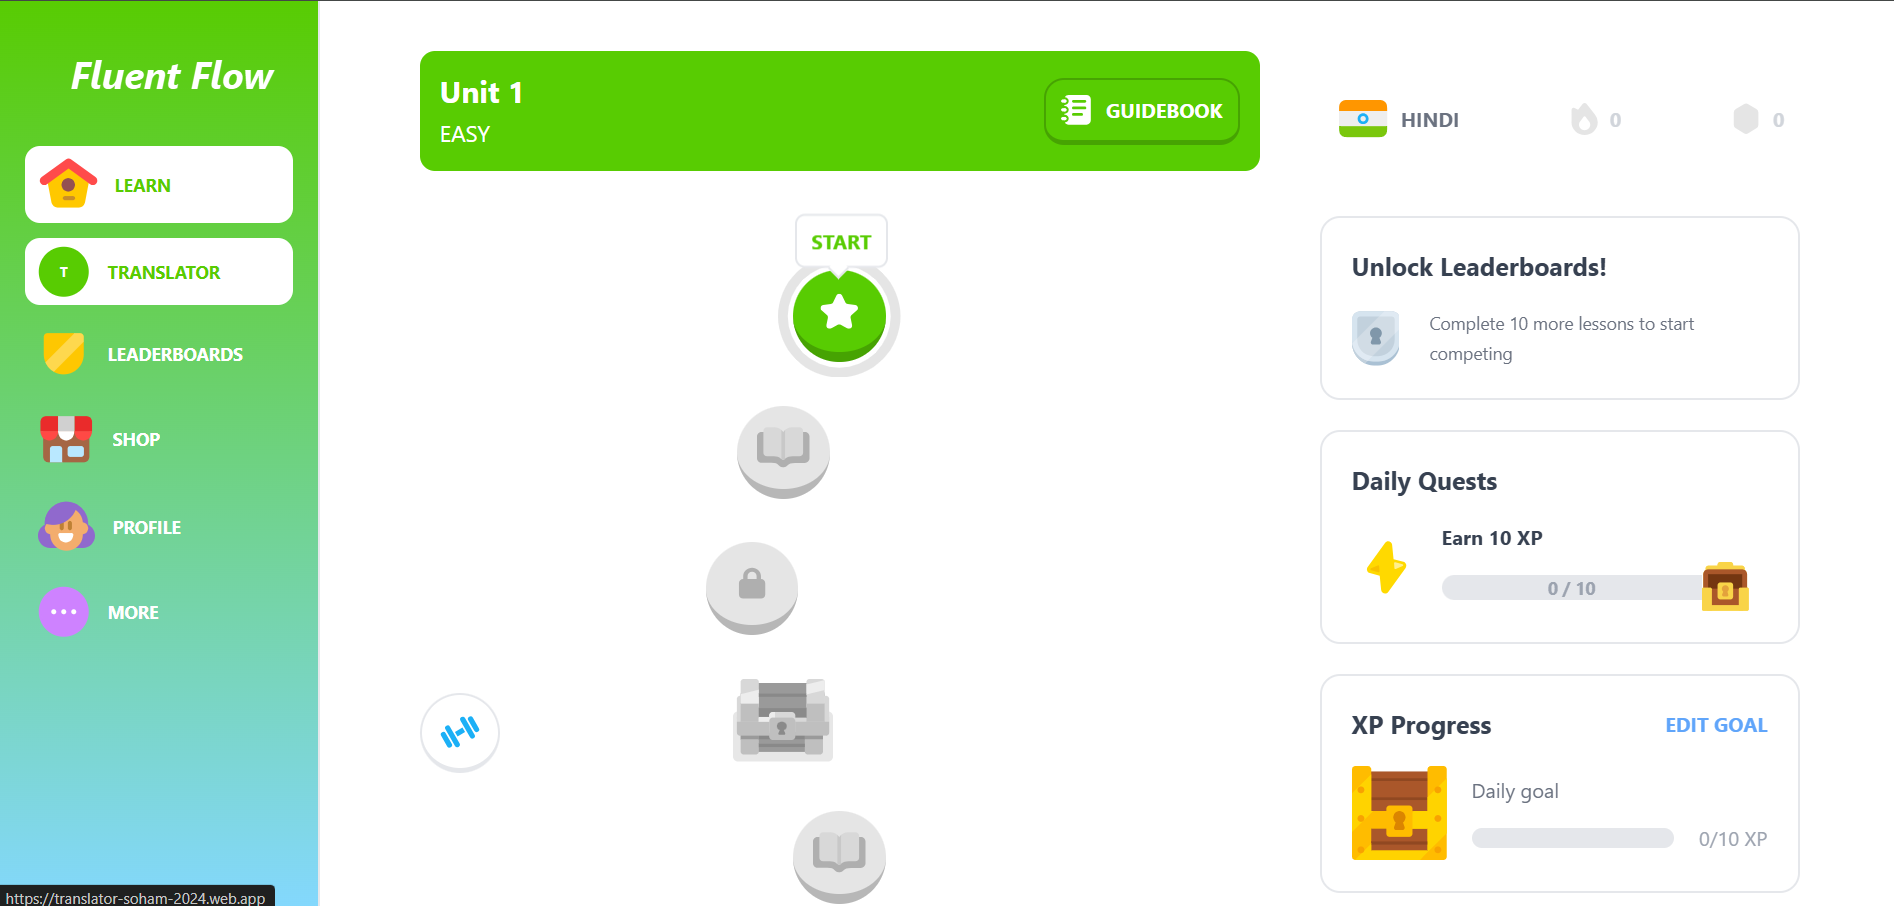 Fluent Flow
LEARN
T
TRANSLATOR
LEADERBOARDS
SHOP
PROFILE
MORE
https://translator-soham-2024.web.app
Unit 1
EASY
GUIDEBOOK
START
HINDI
0
0
Unlock Leaderboards!
Complete 10 more lessons to start
competing
Daily Quests
Earn 10 XP
0 / 10
XP Progress
EDIT GOAL
Daily goal
0/10 XP